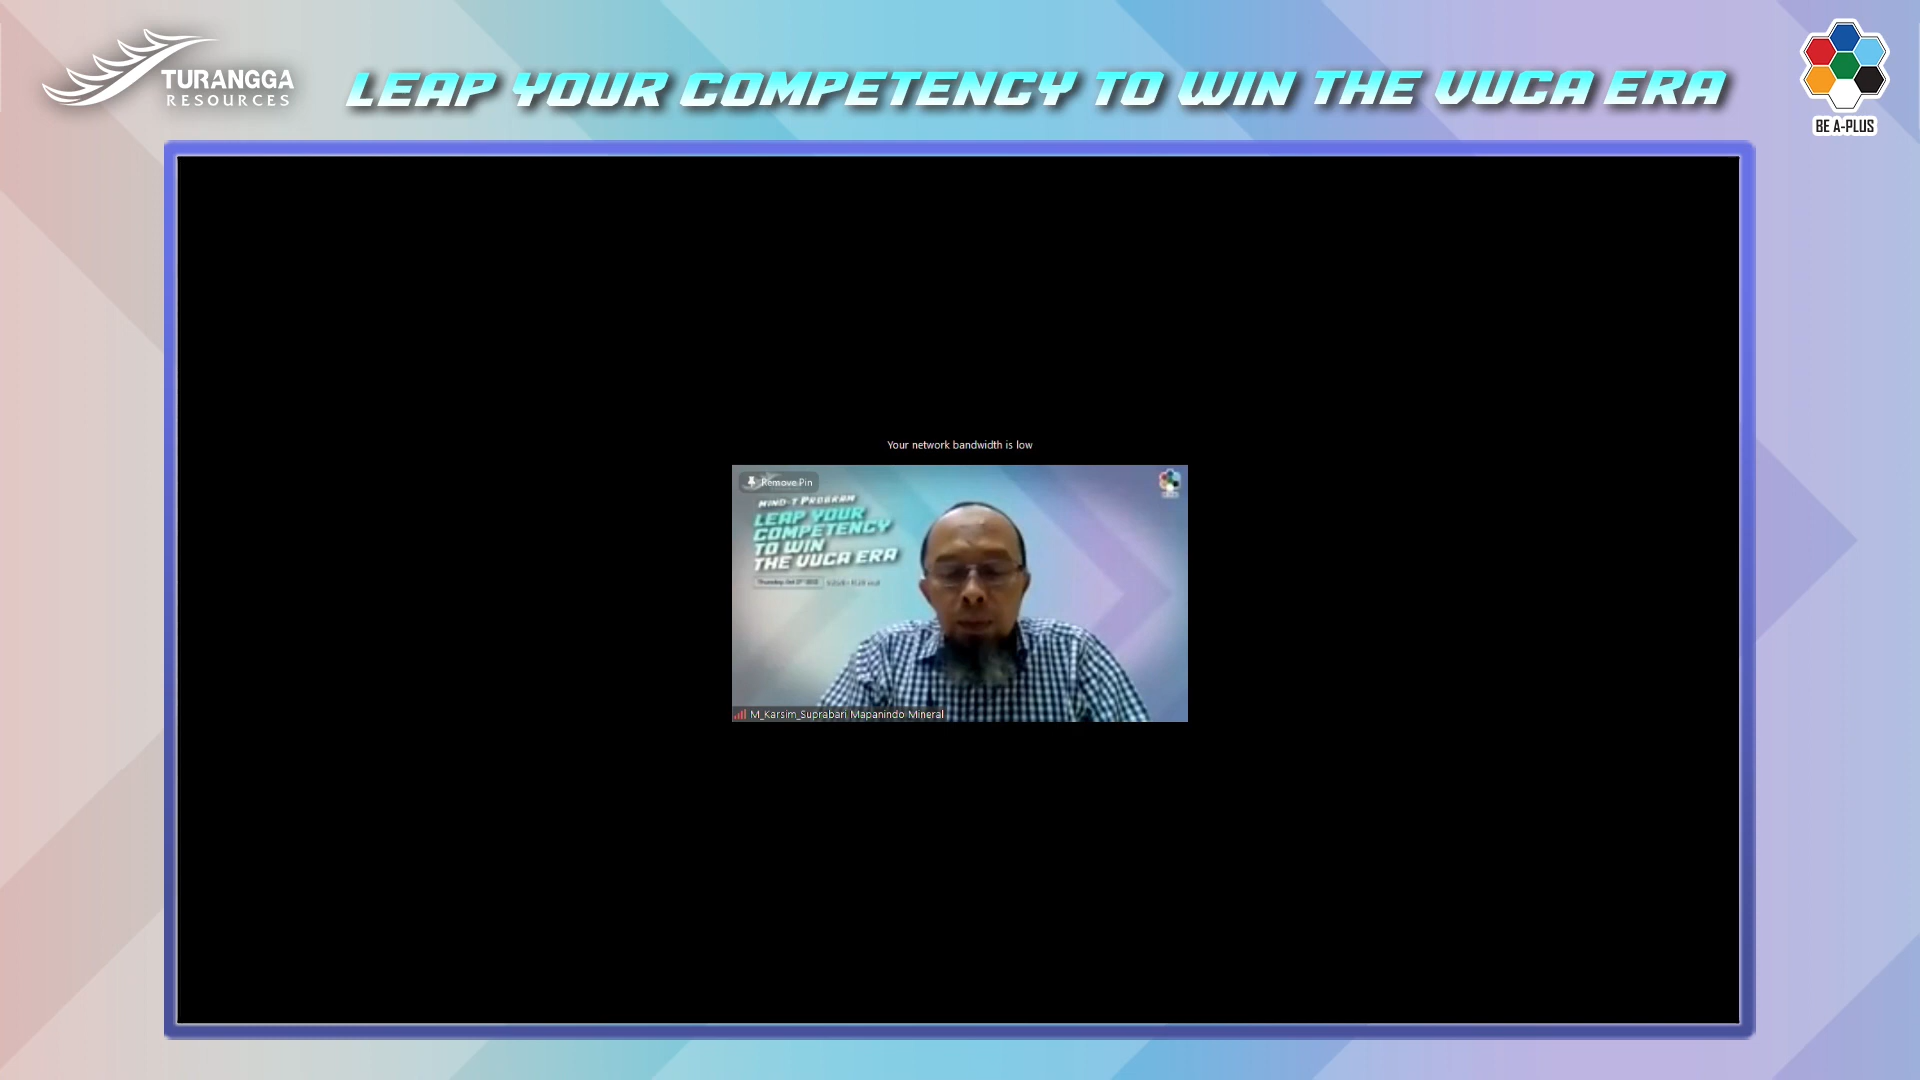 TURANGGA
RESOURCES
LEAP YOUR COMPETENCY TO WIN THE VUCA ERA
BE A-PLUS
Your network bandwidth is low
Remove Pin
MIND-T PROGRAM
LEAP YOUR
COMPETENCY
TO WIN
THE VUCA ERA
M_Karsim_Suprabari Mapanindo Mineral